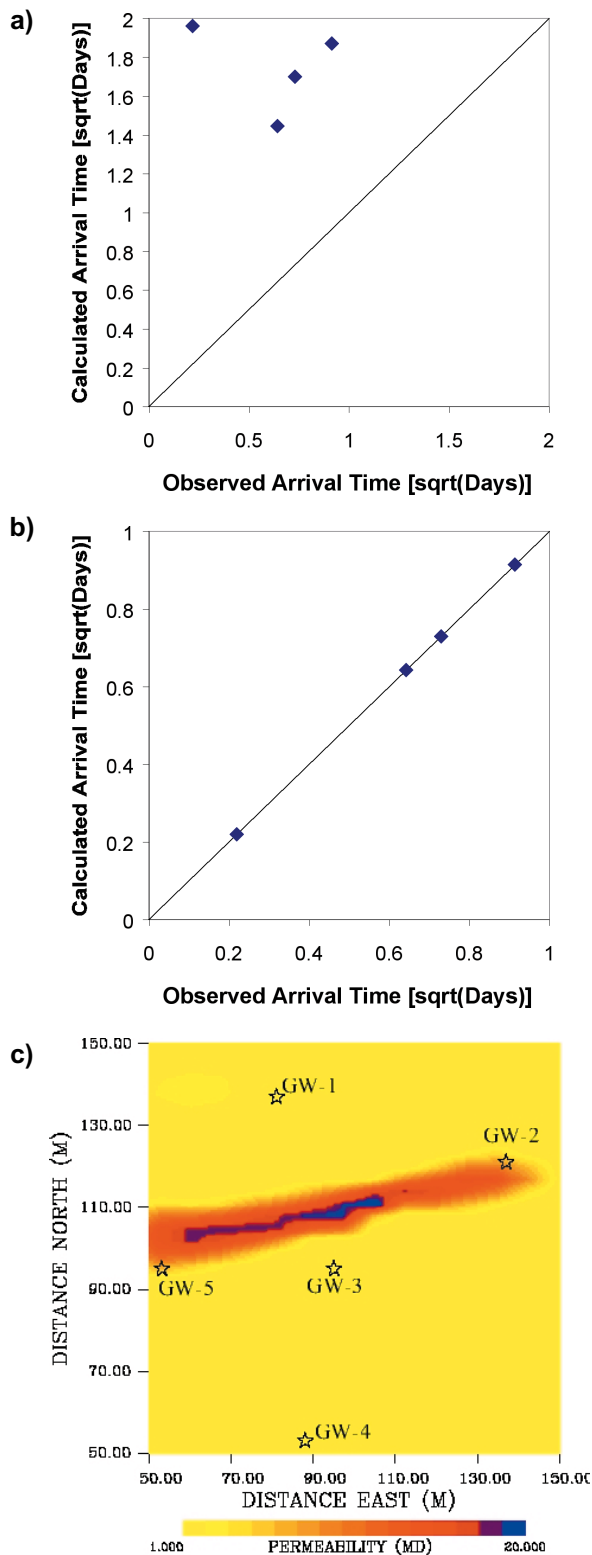 a)
Calculated Arrival Time [sqrt(Days)]
2
1.8
1.6
1.4
1.2
1
0.8
0.6
0.4
0.2
0
0 0.5 1 1.5 2
Observed Arrival Time [sqrt(Days)]
b)
Calculated Arrival Time [sqrt(Days)]
1
0.8
0.6
0.4
0.2
0
0 0.2 0.4 0.6 0.8 1
Observed Arrival Time [sqrt(Days)]
c)
DISTANCE NORTH (M)
150.00
130.00
110.00
90.00
70.00
50.00
GW-1
GW-2
GW-5
GW-3
GW-4
50.00 70.00 90.00 110.00 130.00 150.00
DISTANCE EAST (M)
1.000 PERMEABILITY (MD) 20.000